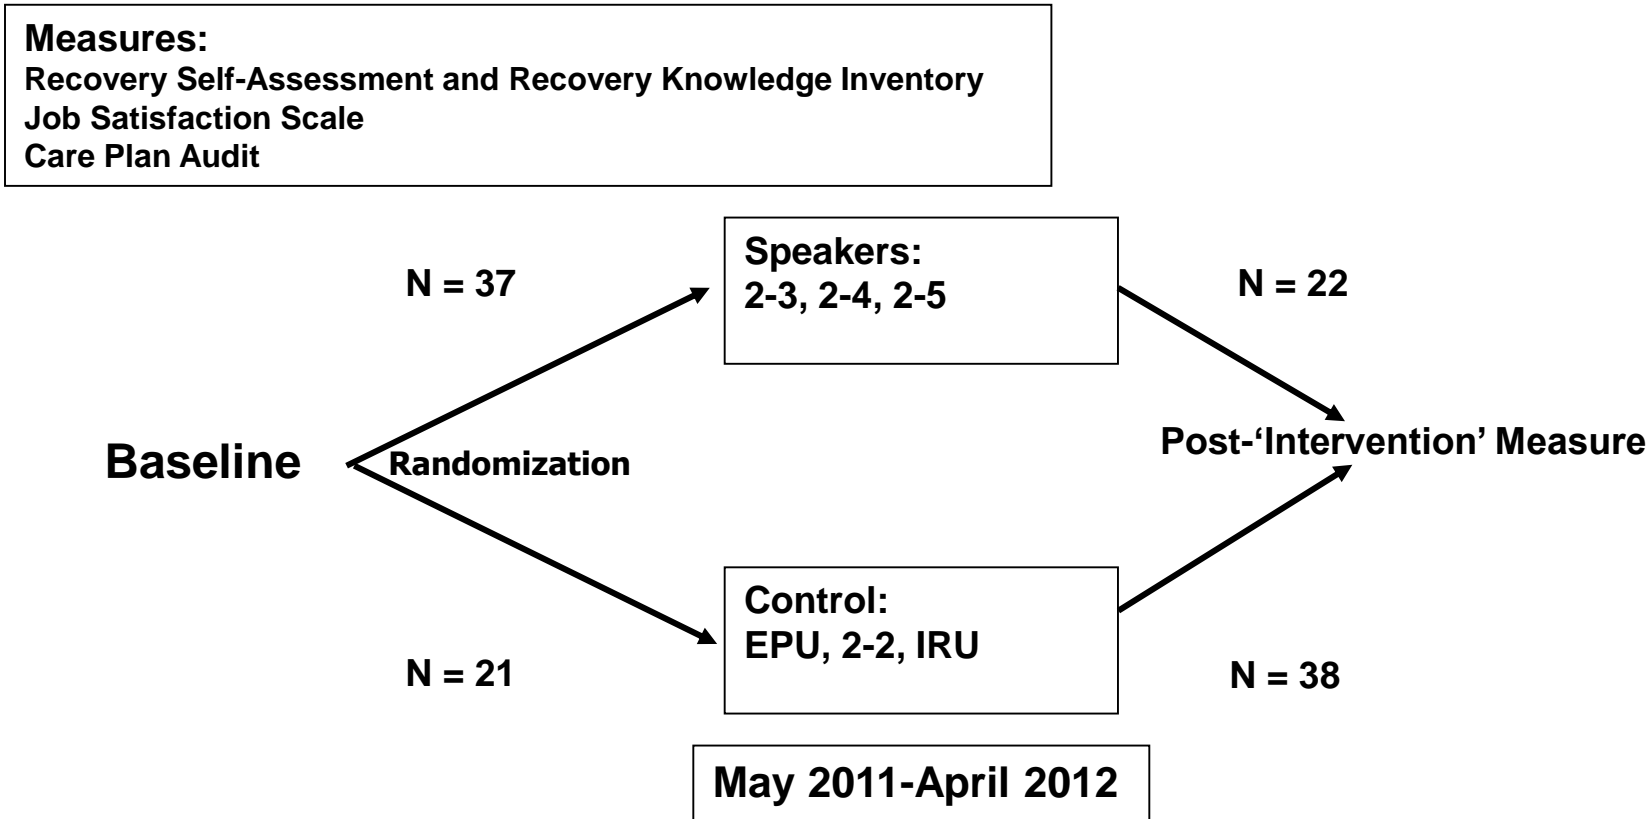 Measures:
Recovery Self-Assessment and Recovery Knowledge Inventory
Job Satisfaction Scale
Care Plan Audit
Speakers:
2-3, 2-4, 2-5
N = 37
N = 22
Baseline
Randomization
Post-‘Intervention’ Measure
Control:
EPU, 2-2, IRU
N = 21
N = 38
May 2011-April 2012